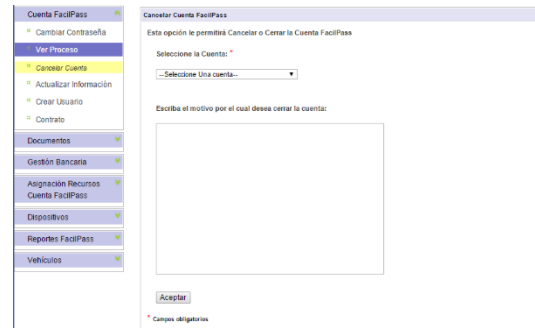 Cuenta FacilPass
Cambiar Contraseña
Ver Proceso
Cancelar Cuenta
Actualizar Información
Crear Usuario
Contrato
Documentos
Gestión Bancaria
Asignación Recursos
Cuenta FacilPass
Dispositivos
Reportes FacilPass
Vehículos
Cancelar Cuenta FacilPass
Esta opción le permitirá Cancelar o Cerrar la Cuenta FacilPass
Seleccione la Cuenta: *
--Seleccione Una cuenta--
Escriba el motivo por el cual desea cerrar la cuenta:
Aceptar
* Campos obligatorios